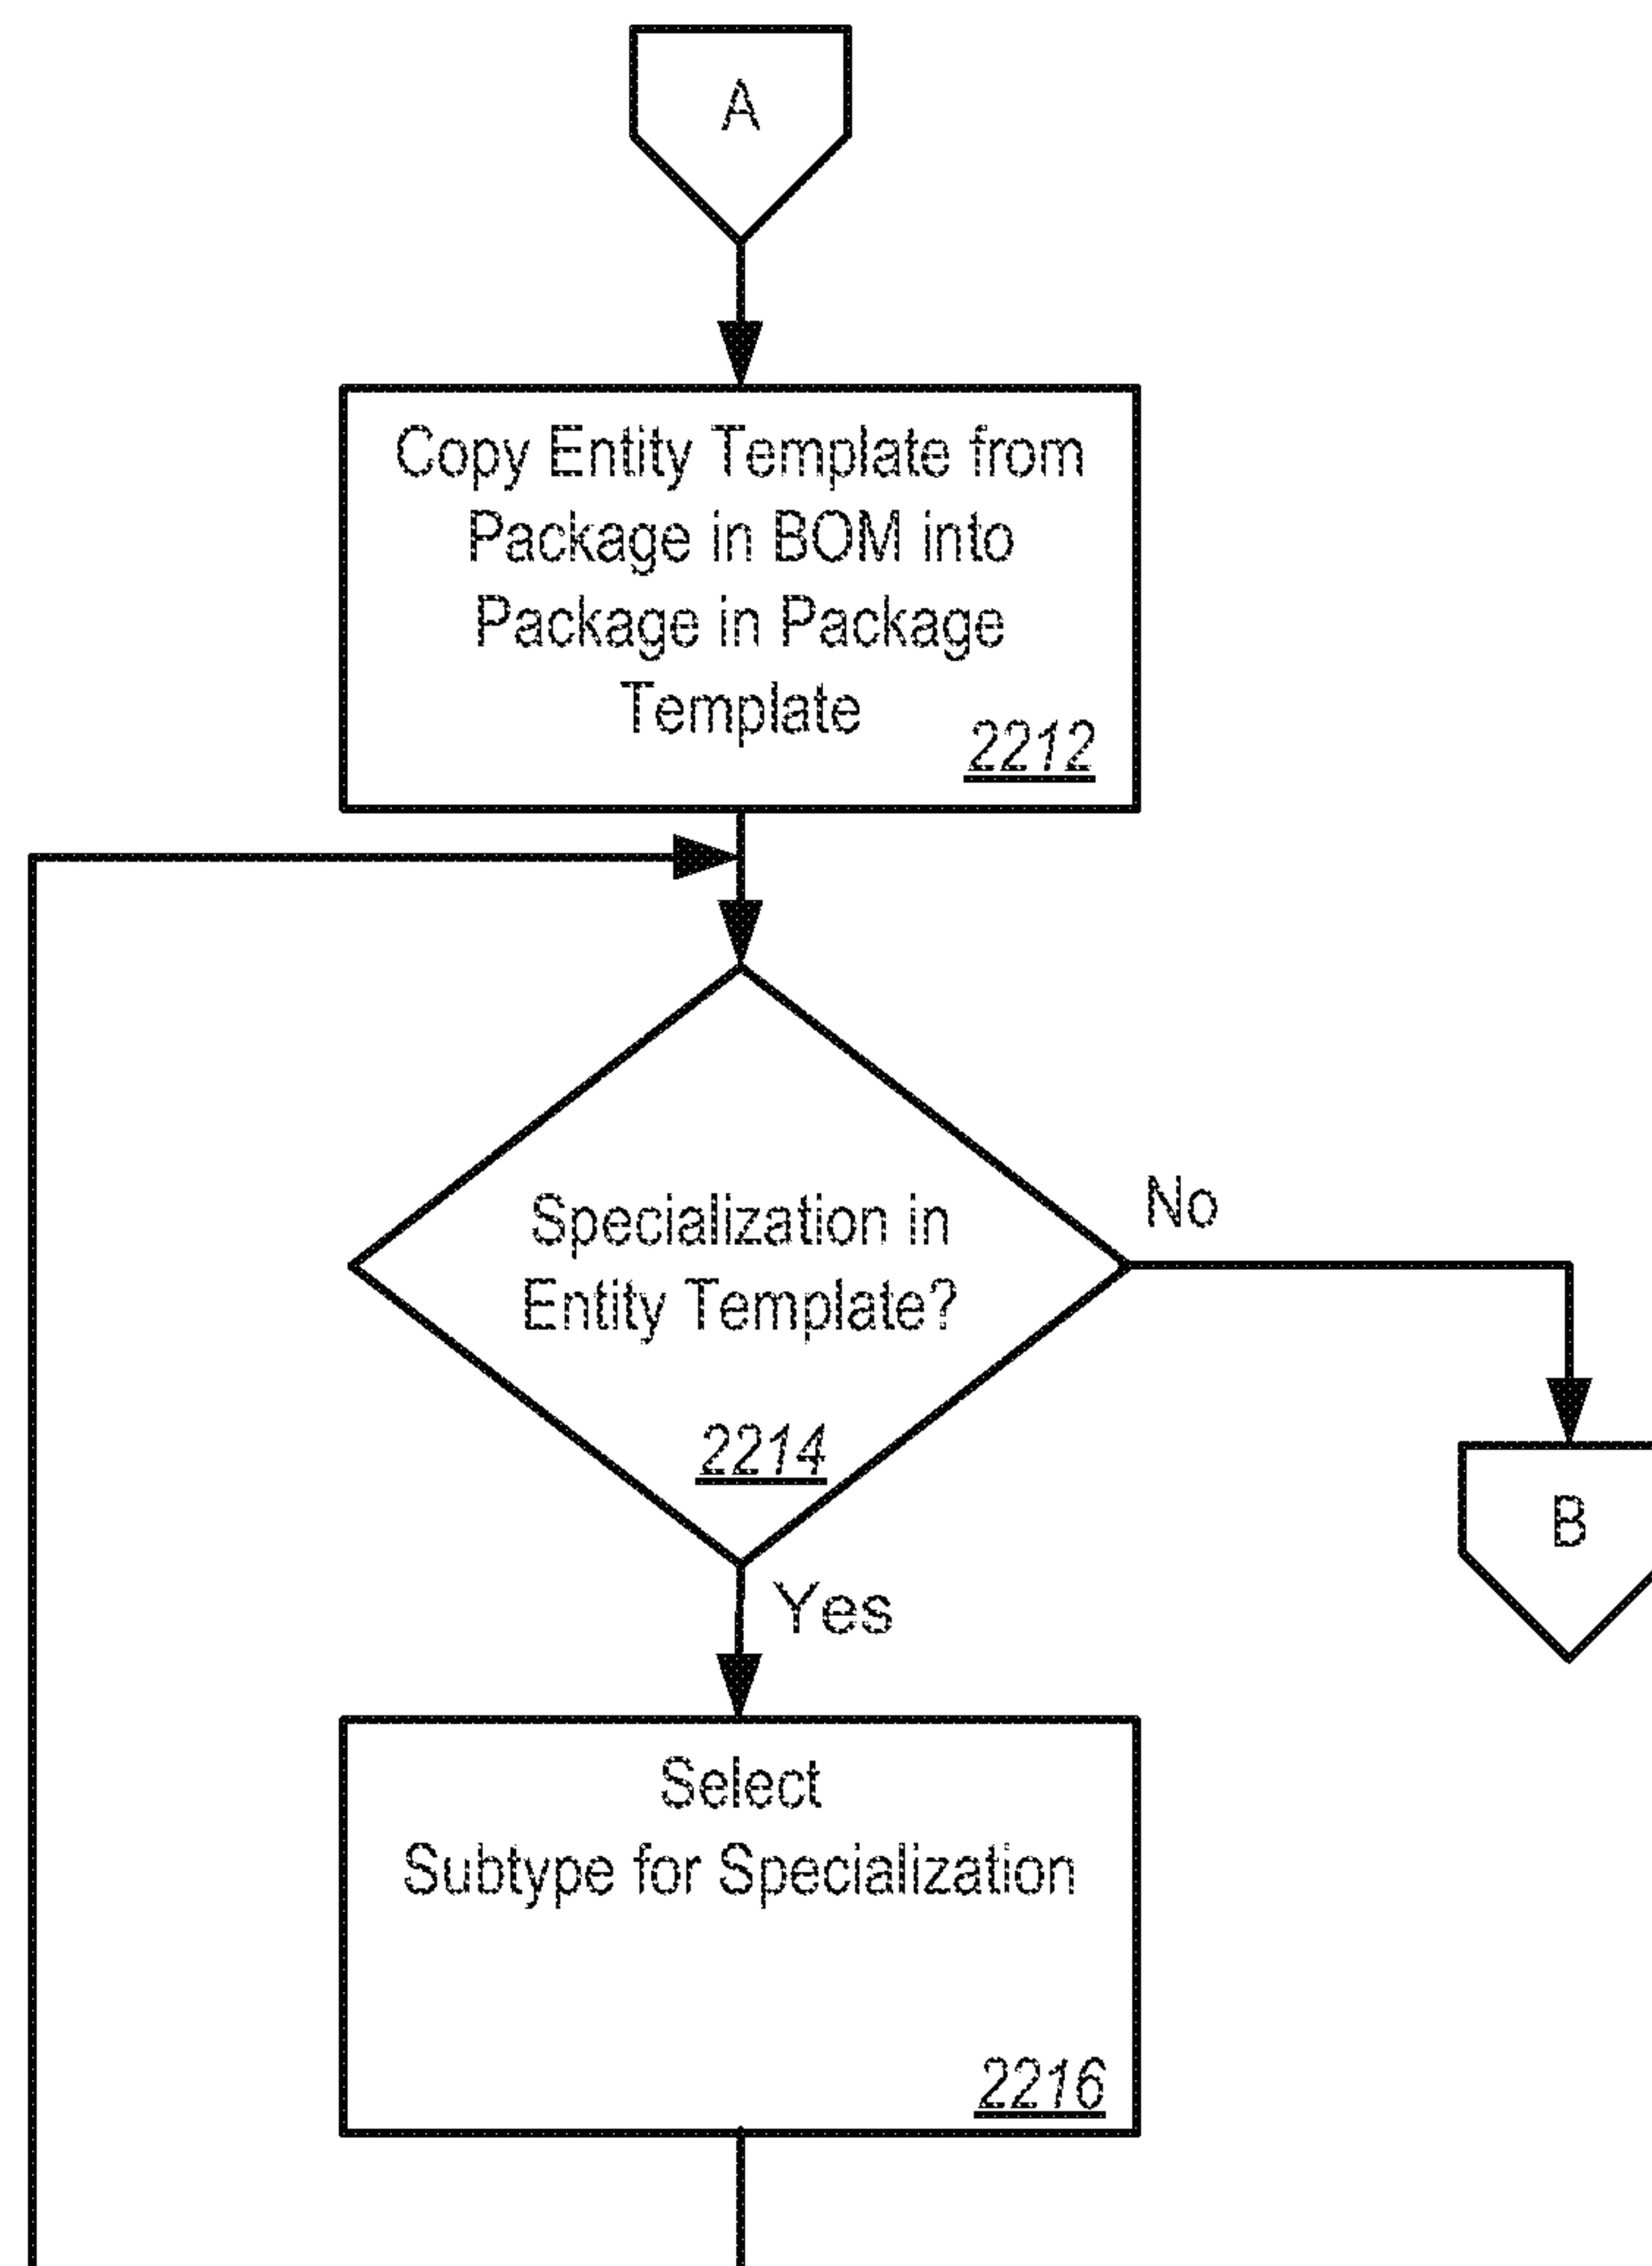 A
Copy Entity Template from
Package in BOM into
Package in Package
Template
2212
Specialization in
Entity Template?
2214
No
B
Yes
Select
Subtype for Specialization
2216